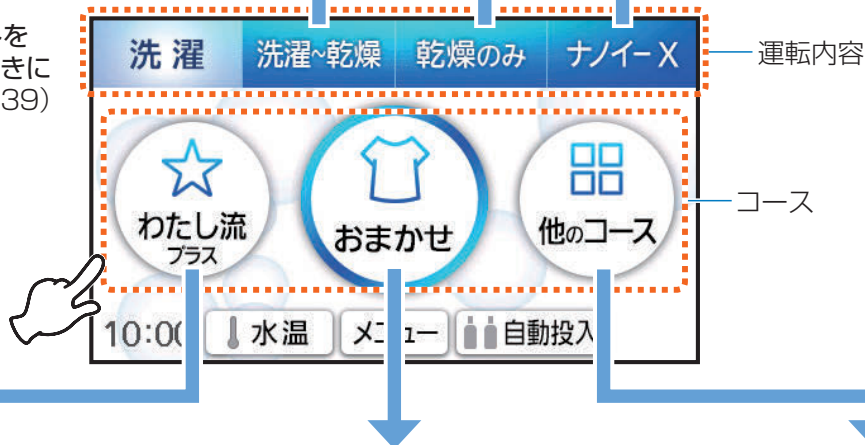 を
きに
39)
洗濯 洗濯~乾燥 乾燥のみ ナノイーX
運転内容
わたし流
プラス
おまかせ
他のコース
コース
10:00 水温 メニュー 自動投入